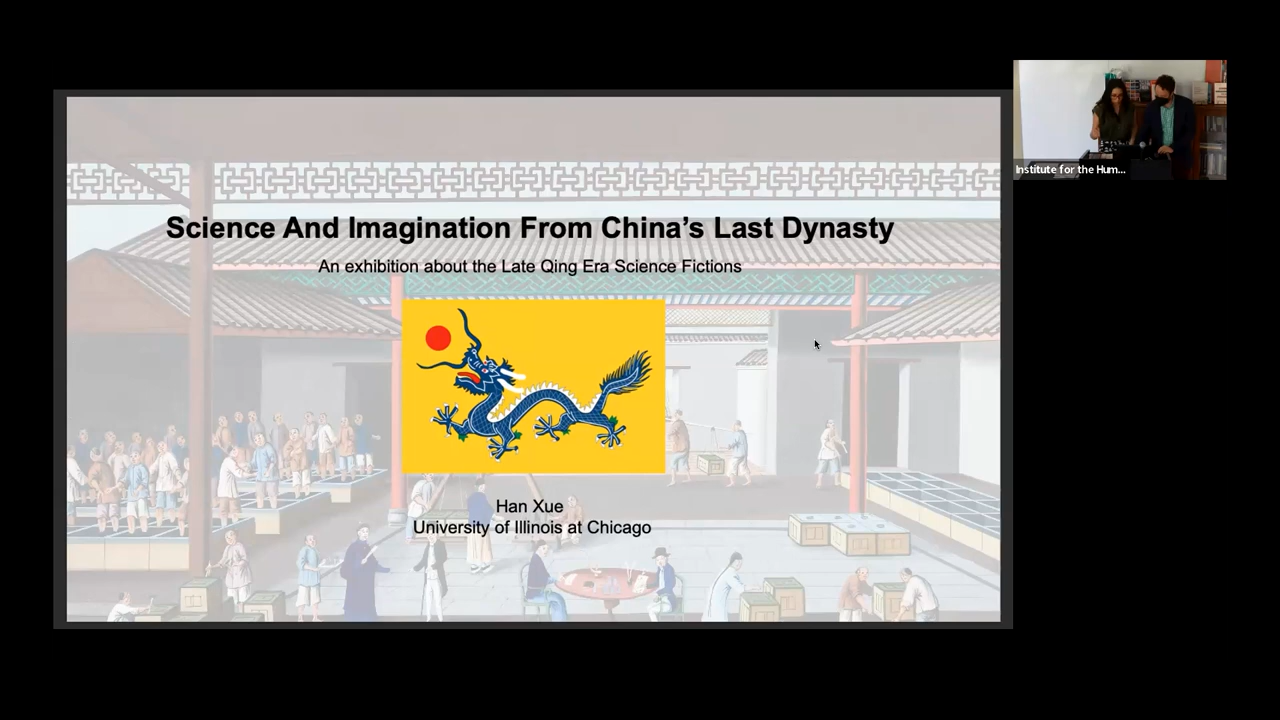 Science And Imagination From China's Last Dynasty
An exhibition about the Late Qing Era Science Fictions
Han Xue
University of Illinois at Chicago
Institute for the Hum...